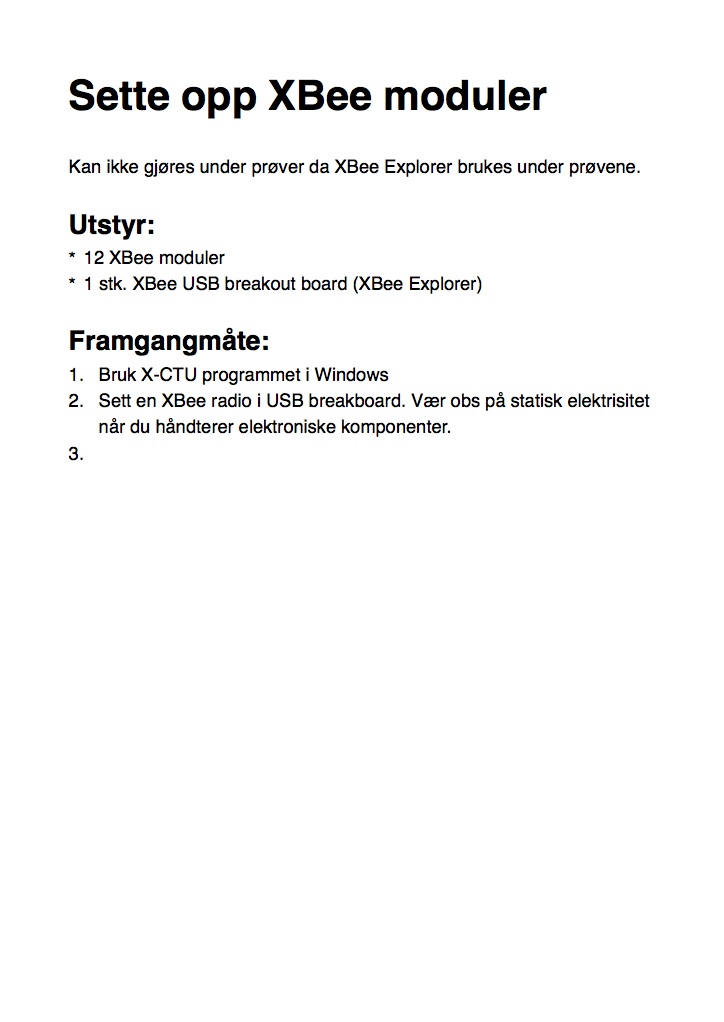 Sette opp XBee moduler
Kan ikke gjøres under prøver da XBee Explorer brukes under prøvene.
Utstyr:
* 12 XBee moduler
* 1 stk. XBee USB breakout board (XBee Explorer)
Framgangmåte:
1. Bruk X-CTU programmet i Windows
2. Sett en XBee radio i USB breakboard. Vær obs på statisk elektrisitet
når du håndterer elektroniske komponenter.
3.